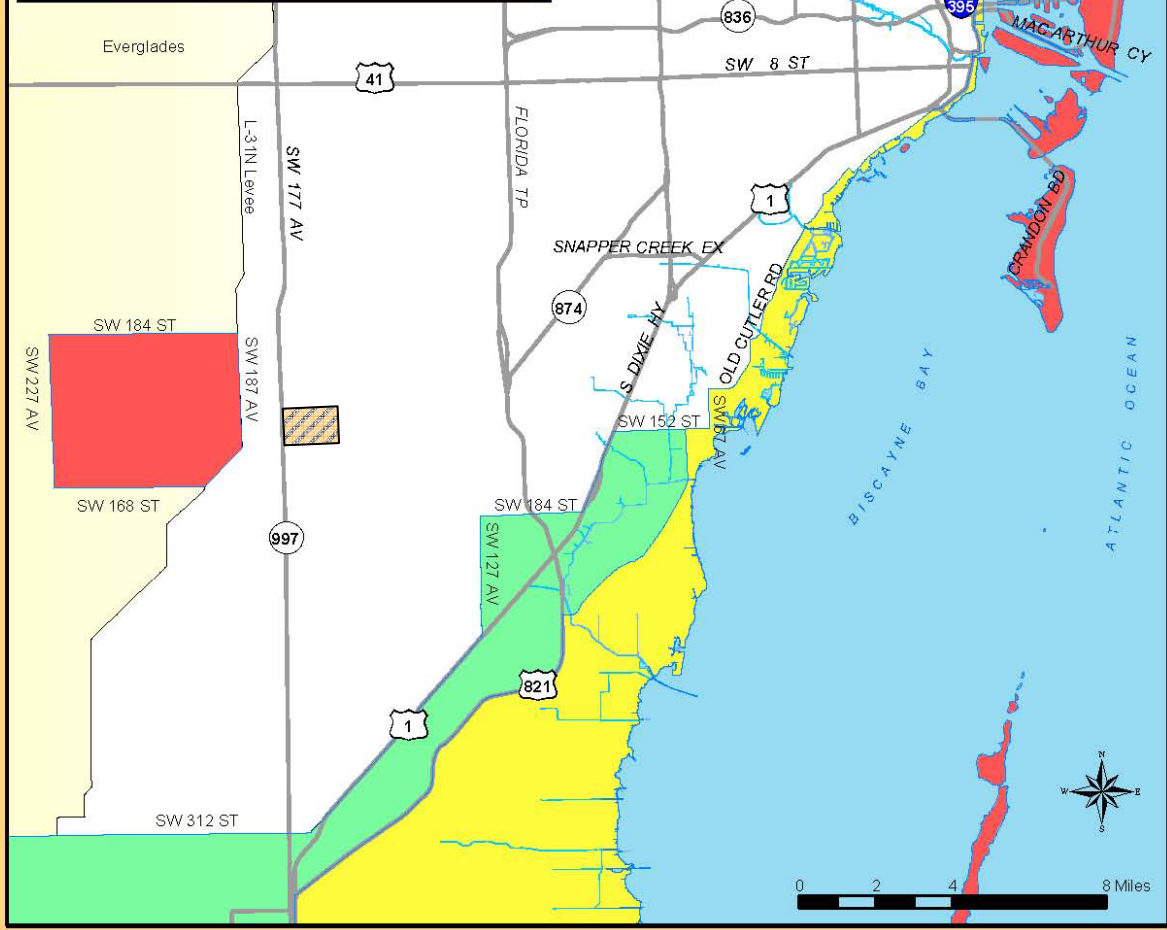 395
836
MAC ARTHUR CY
Everglades
41
SW 8 ST
L-31N Levee
SW 177 AV
FLORIDA TP
1
CRANDON BD
SNAPPER CREEK EX
874
OLD CUTLER RD
S DIXIE HY
SW 184 ST
SW 227 AV
SW 187 AV
SW 152 ST
SW 67 AV
BISCAYNE BAY
ATLANTIC OCEAN
SW 168 ST
SW 184 ST
997
SW 127 AV
821
1
SW 312 ST
N
W E
S
0 2 4 8 Miles